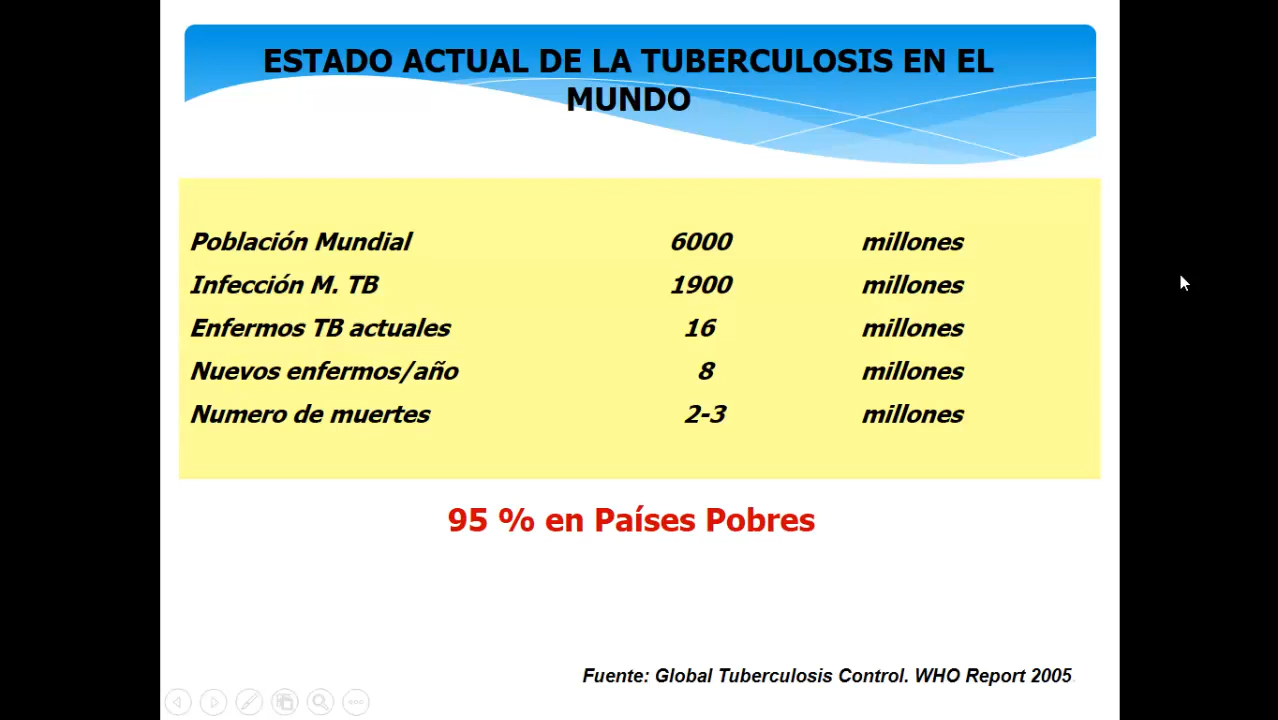 ESTADO ACTUAL DE LA TUBERCULOSIS EN EL
MUNDO
Población Mundial 6000 millones
Infección M. TB 1900 millones
Enfermos TB actuales 16 millones
Nuevos enfermos/año 8 millones
Numero de muertes 2-3 millones
95 % en Países Pobres
Fuente: Global Tuberculosis Control. WHO Report 2005